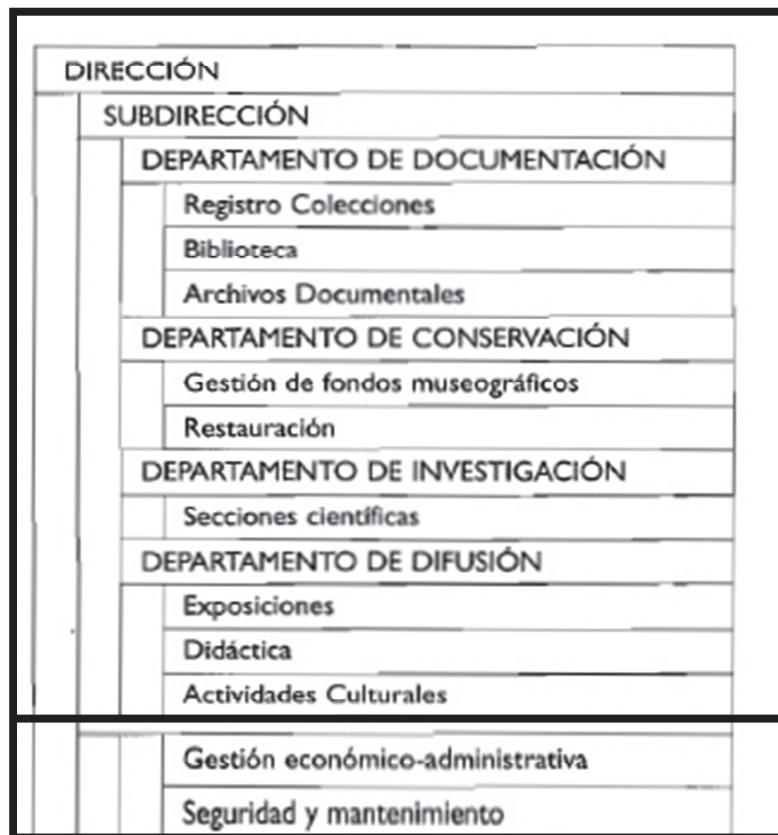 DIRECCIÓN
SUBDIRECCIÓN
DEPARTAMENTO DE DOCUMENTACIÓN
Registro Colecciones
Biblioteca
Archivos Documentales
DEPARTAMENTO DE CONSERVACIÓN
Gestión de fondos museográficos
Restauración
DEPARTAMENTO DE INVESTIGACIÓN
Secciones científicas
DEPARTAMENTO DE DIFUSIÓN
Exposiciones
Didáctica
Actividades Culturales
Gestión económico-administrativa
Seguridad y mantenimiento